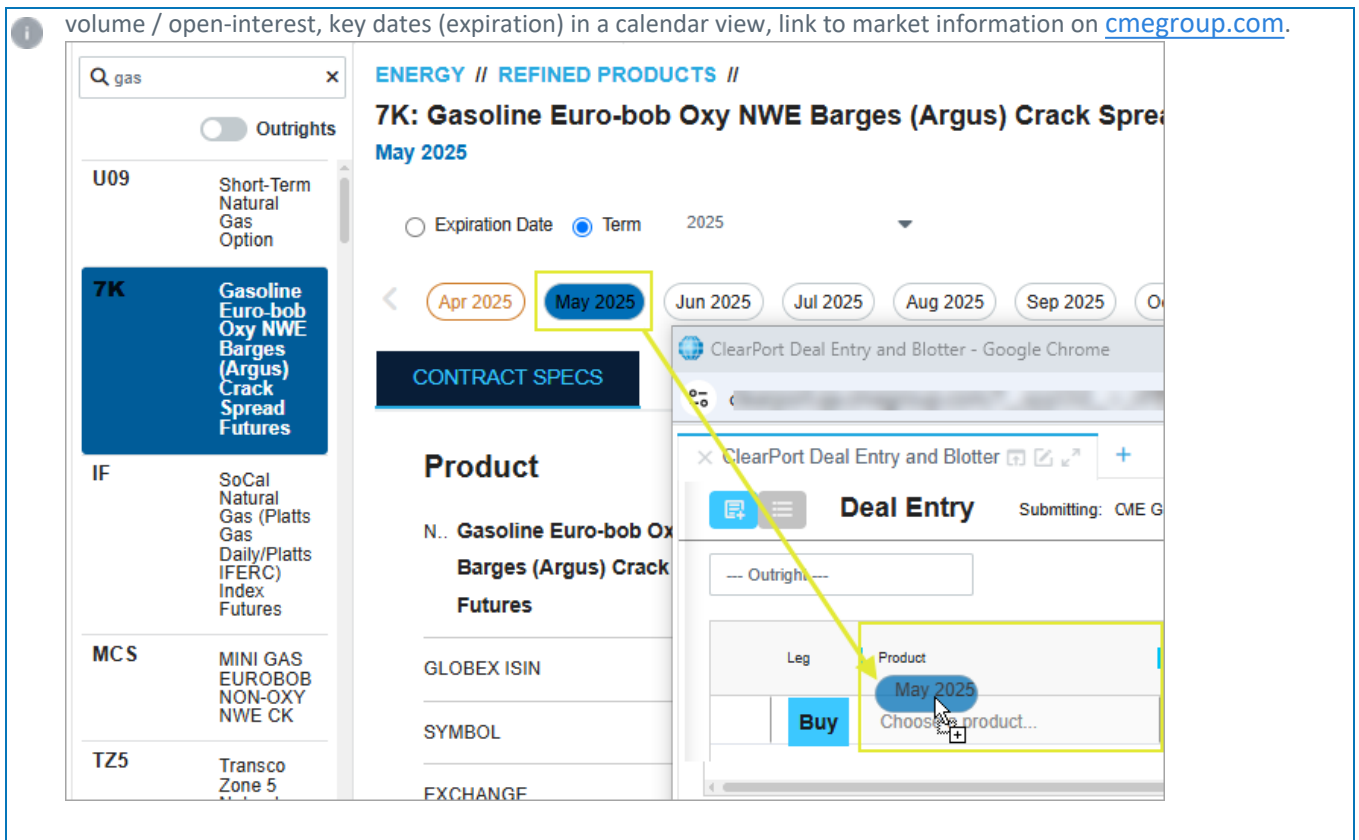 volume / open-interest, key dates (expiration) in a calendar view, link to market information on cmegroup.com.
gas
Outrights
U09
Short-Term
Natural
Gas
Option
7K
Gasoline
Euro-bob
Oxy NWE
Barges
(Argus)
Crack
Spread
Futures
IF
SoCal
Natural
Gas (Platts
Gas
Daily/Platts
IFERC)
Index
Futures
MCS
MINI GAS
EUROBOB
NON-OXY
NWE CK
TZ5
Transco
Zone 5
ENERGY // REFINED PRODUCTS //
7K: Gasoline Euro-bob Oxy NWE Barges (Argus) Crack Sprea
May 2025
Expiration Date Term 2025
Apr 2025 May 2025 Jun 2025 Jul 2025 Aug 2025 Sep 2025 O
CONTRACT SPECS
Product
N.. Gasoline Euro-bob Ox
Barges (Argus) Crack
Futures
GLOBEX ISIN
SYMBOL
EXCHANGE
ClearPort Deal Entry and Blotter - Google Chrome
ClearPort Deal Entry and Blotter
Deal Entry Submitting: CME G
--- Outright ---
Leg Product
May 2025
Buy Choose a product...